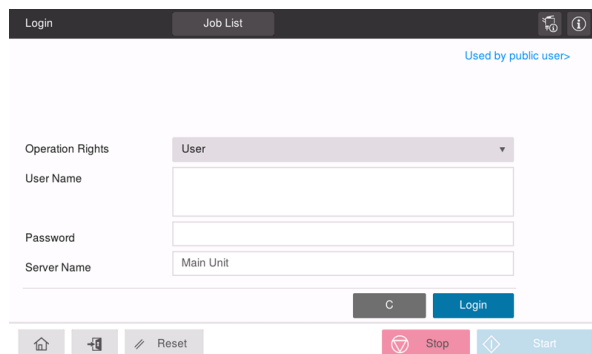 Login Job List
Used by public user>
Operation Rights User
User Name
Password
Server Name Main Unit
C Login
Reset Stop Start